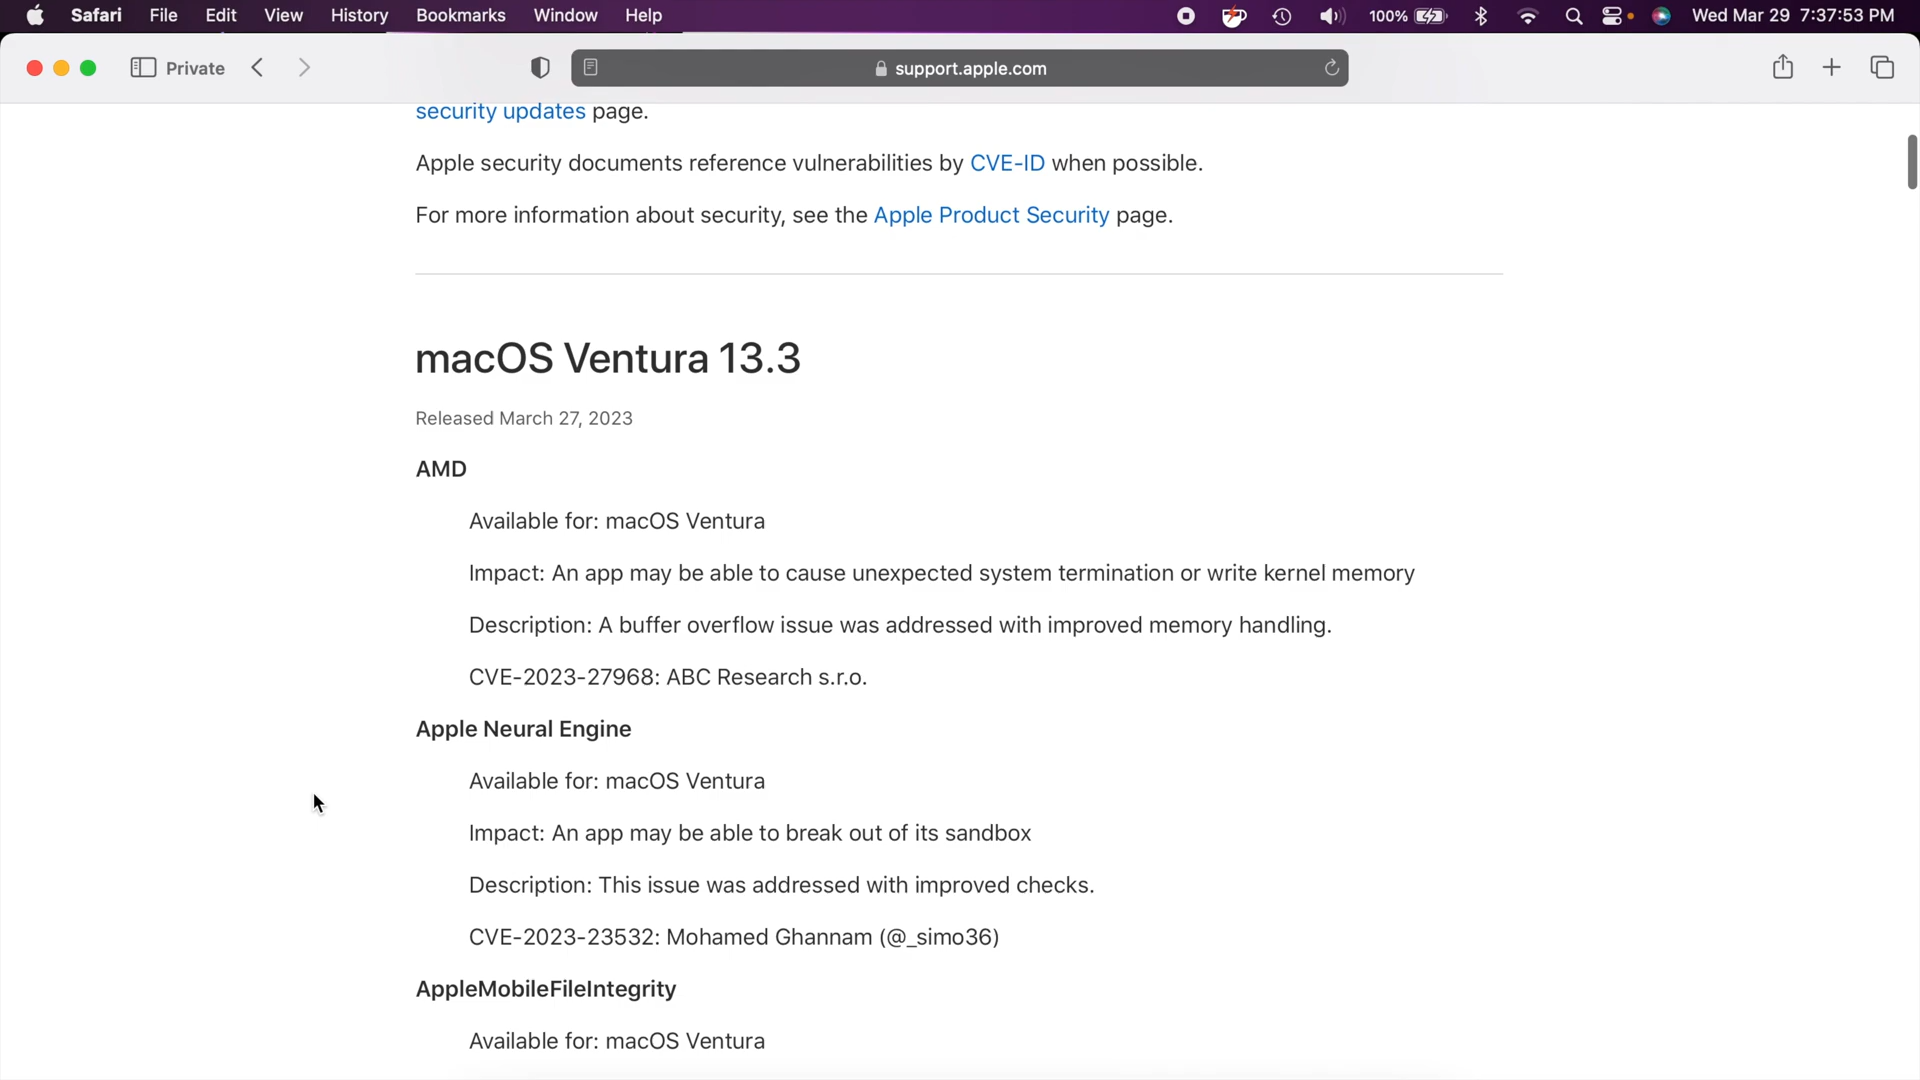 Safari File Edit View History Bookmarks Window Help 100% Wed Mar 29 7:37:53 PM
Private support.apple.com
security updates page.
Apple security documents reference vulnerabilities by CVE-ID when possible.
For more information about security, see the Apple Product Security page.
macOS Ventura 13.3
Released March 27, 2023
AMD
Available for: macOS Ventura
Impact: An app may be able to cause unexpected system termination or write kernel memory
Description: A buffer overflow issue was addressed with improved memory handling.
CVE-2023-27968: ABC Research s.r.o.
Apple Neural Engine
Available for: macOS Ventura
Impact: An app may be able to break out of its sandbox
Description: This issue was addressed with improved checks.
CVE-2023-23532: Mohamed Ghannam (@_simo36)
AppleMobileFileIntegrity
Available for: macOS Ventura